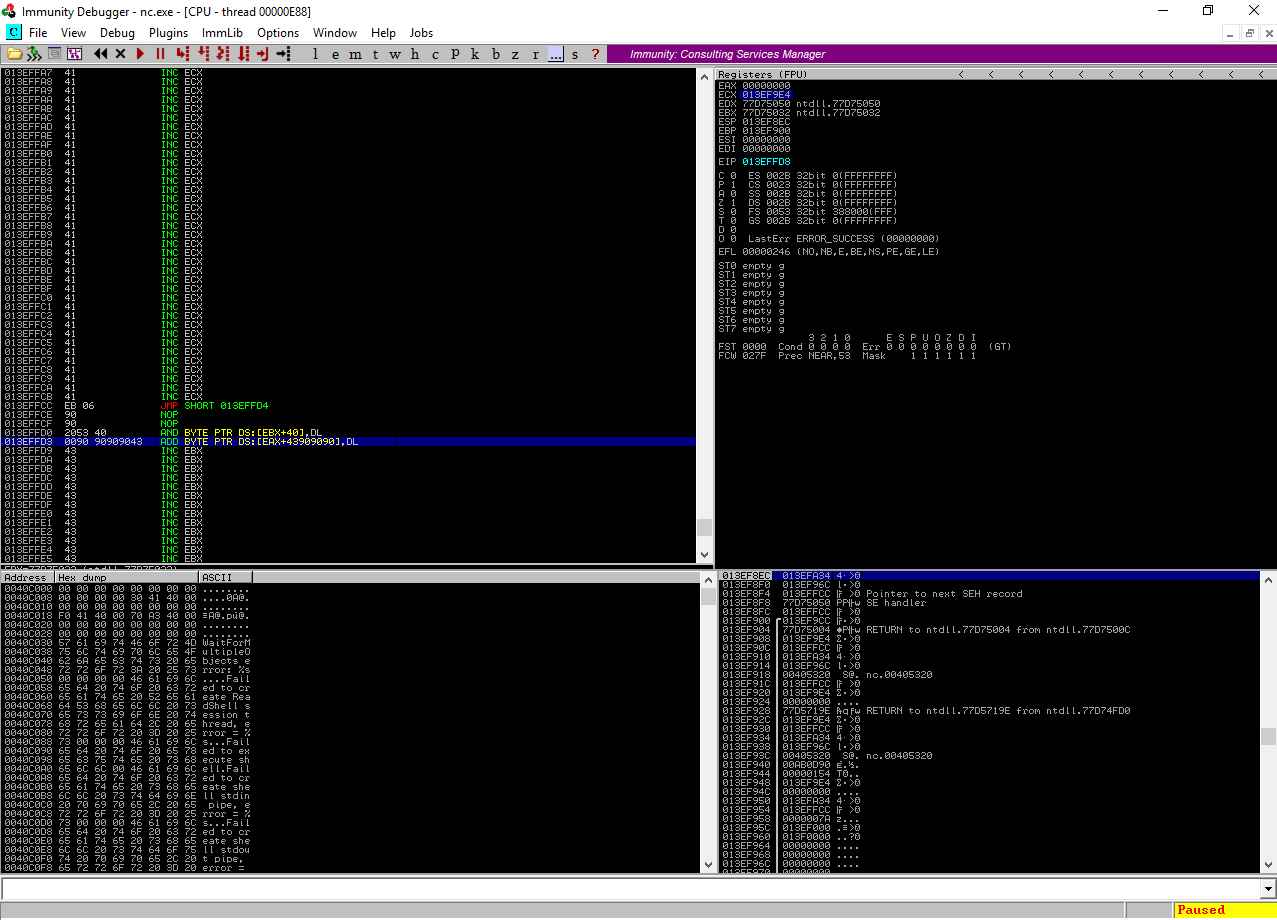 Immunity Debugger - nc.exe - [CPU - thread 00000E88]
C File View Debug Plugins ImmLib Options Window Help Jobs
l e m t w h c P k b z r ... s ? Immunity: Consulting Services Manager
013EFFA7 41 INC ECX
013EFFA8 41 INC ECX
013EFFA9 41 INC ECX
013EFFAA 41 INC ECX
013EFFAB 41 INC ECX
013EFFAC 41 INC ECX
013EFFAD 41 INC ECX
013EFFAE 41 INC ECX
013EFFAF 41 INC ECX
013EFFB0 41 INC ECX
013EFFB1 41 INC ECX
013EFFB2 41 INC ECX
013EFFB3 41 INC ECX
013EFFB4 41 INC ECX
013EFFB5 41 INC ECX
013EFFB6 41 INC ECX
013EFFB7 41 INC ECX
013EFFB8 41 INC ECX
013EFFB9 41 INC ECX
013EFFBA 41 INC ECX
013EFFBB 41 INC ECX
013EFFBC 41 INC ECX
013EFFBD 41 INC ECX
013EFFBE 41 INC ECX
013EFFBF 41 INC ECX
013EFFC0 41 INC ECX
013EFFC1 41 INC ECX
013EFFC2 41 INC ECX
013EFFC3 41 INC ECX
013EFFC4 41 INC ECX
013EFFC5 41 INC ECX
013EFFC6 41 INC ECX
013EFFC7 41 INC ECX
013EFFC8 41 INC ECX
013EFFC9 41 INC ECX
013EFFCA 41 INC ECX
013EFFCB 41 INC ECX
013EFFCC EB 06 JMP SHORT 013EFFD4
013EFFCE 90 NOP
013EFFCF 90 NOP
013EFFD0 2053 40 AND BYTE PTR DS:[EBX+40],DL
013EFFD3 0090 90909043 ADD BYTE PTR DS:[EAX+43909090],DL
013EFFD9 43 INC EBX
013EFFDA 43 INC EBX
013EFFDB 43 INC EBX
013EFFDC 43 INC EBX
013EFFDD 43 INC EBX
013EFFDE 43 INC EBX
013EFFDF 43 INC EBX
013EFFE0 43 INC EBX
013EFFE1 43 INC EBX
013EFFE2 43 INC EBX
013EFFE3 43 INC EBX
013EFFE4 43 INC EBX
013EFFE5 43 INC EBX
Registers (FPU) < < < < < < < < < < <
EAX 00000000
ECX 013EF9E4
EDX 77D75050 ntdll.77D75050
EBX 77D75032 ntdll.77D75032
ESP 013EF8EC
EBP 013EF900
ESI 00000000
EDI 00000000
EIP 013EFFD8
C 0 ES 002B 32bit 0(FFFFFFFF)
P 1 CS 0023 32bit 0(FFFFFFFF)
A 0 SS 002B 32bit 0(FFFFFFFF)
Z 1 DS 002B 32bit 0(FFFFFFFF)
S 0 FS 0053 32bit 388000(FFF)
T 0 GS 002B 32bit 0(FFFFFFFF)
D 0
O 0 LastErr ERROR_SUCCESS (00000000)
EFL 00000246 (NO,NB,E,BE,NS,PE,GE,LE)
ST0 empty g
ST1 empty g
ST2 empty g
ST3 empty g
ST4 empty g
ST5 empty g
ST6 empty g
ST7 empty g
3 2 1 0 E S P U O Z D I
FST 0000 Cond 0 0 0 0 Err 0 0 0 0 0 0 0 0 (GT)
FCW 027F Prec NEAR,53 Mask 1 1 1 1 1 1
Address Hex dump ASCII
0040C000 00 00 00 00 00 00 00 00 ........
0040C008 00 00 00 00 30 41 40 00 ....0A@.
0040C010 00 00 00 00 00 00 00 00 ........
0040C018 F0 41 40 00 70 A3 40 00 ≡A@.pú@.
0040C020 00 00 00 00 00 00 00 00 ........
0040C028 00 00 00 00 00 00 00 00 ........
0040C030 57 61 69 74 46 6F 72 4D WaitForM
0040C038 75 6C 74 69 70 6C 65 4F ultipleO
0040C040 62 6A 65 63 74 73 20 65 bjects e
0040C048 72 72 6F 72 3A 20 25 73 rror: %s
0040C050 00 00 00 00 46 61 69 6C ....Fail
0040C058 65 64 20 74 6F 20 63 72 ed to cr
0040C060 65 61 74 65 20 52 65 61 eate Rea
0040C068 64 53 68 65 6C 6C 20 73 dShell s
0040C070 65 73 73 69 6F 6E 20 74 ession t
0040C078 68 72 65 61 64 2C 20 65 hread, e
0040C080 72 72 6F 72 20 3D 20 25 rror = %
0040C088 73 00 00 00 46 61 69 6C s...Fail
0040C090 65 64 20 74 6F 20 65 78 ed to ex
0040C098 65 63 75 74 65 20 73 68 ecute sh
0040C0A0 65 6C 6C 00 46 61 69 6C ell.Fail
0040C0A8 65 64 20 74 6F 20 63 72 ed to cr
0040C0B0 65 61 74 65 20 73 68 65 eate she
0040C0B8 6C 6C 20 73 74 64 69 6E ll stdin
0040C0C0 20 70 69 70 65 2C 20 65  pipe, e
0040C0C8 72 72 6F 72 20 3D 20 25 rror = %
0040C0D0 73 00 00 00 46 61 69 6C s...Fail
0040C0D8 65 64 20 74 6F 20 63 72 ed to cr
0040C0E0 65 61 74 65 20 73 68 65 eate she
0040C0E8 6C 6C 20 73 74 64 6F 75 ll stdou
0040C0F0 74 20 70 69 70 65 2C 20 t pipe,
0040C0F8 65 72 72 6F 72 20 3D 20 error =
013EF8EC 013EFA34
013EF8F0 013EF96C
013EF8F4 013EFFCC Pointer to next SEH record
013EF8F8 77D75050 SE handler
013EF8FC 013EFFCC
013EF900 013EF9CC
013EF904 77D75004 RETURN to ntdll.77D75004 from ntdll.77D7500C
013EF908 013EF9E4
013EF90C 013EFFCC
013EF910 013EFA34
013EF914 013EF96C
013EF918 00405320 S@. nc.00405320
013EF91C 013EFFCC
013EF920 013EF9E4
013EF924 00000000 ....
013EF928 77D5719E RETURN to ntdll.77D5719E from ntdll.77D74FD0
013EF92C 013EF9E4
013EF930 013EFFCC
013EF934 013EFA34
013EF938 013EF96C
013EF93C 00405320 S@. nc.00405320
013EF940 00AB0D90
013EF944 00000154 T0..
013EF948 013EF9E4
013EF94C 00000000 ....
013EF950 013EFA34
013EF954 013EFFCC
013EF958 0000007A z...
013EF95C 013EF000
013EF960 013F0000
013EF964 00000000 ....
013EF968 00000000 ....
013EF96C 00000000 ....
Paused